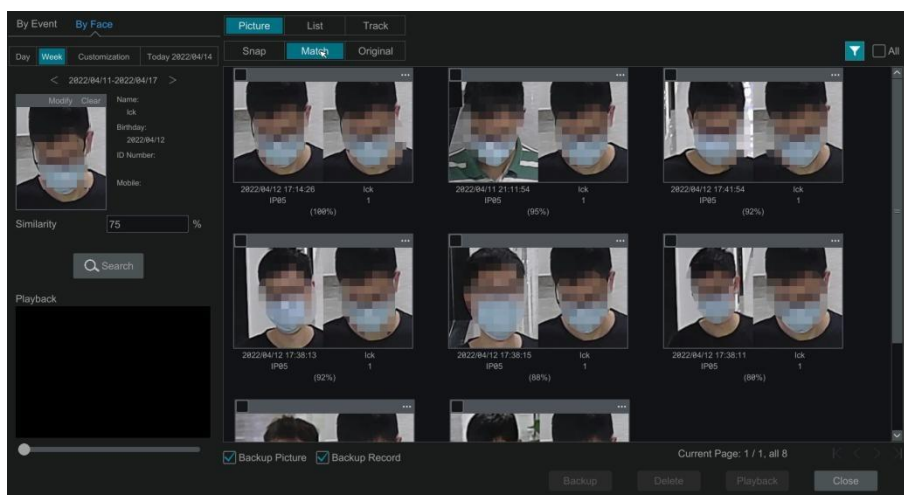 By Event By Face
Day Week Customization Today 2022/04/14
< 2022/04/11-2022/04/17 >
Modify Clear
Name:
lck
Birthday:
2022/04/12
ID Number:
Mobile:
Similarity 75 %
Search
Playback
Picture List Track
Snap Match Original
All
2022/04/12 17:14:26 lck
IP05 1
(100%)
2022/04/11 21:11:54 lck
IP05 1
(95%)
2022/04/12 17:41:54 lck
IP05 1
(92%)
2022/04/12 17:38:13 lck
IP05 1
(92%)
2022/04/12 17:38:15 lck
IP05 1
(88%)
2022/04/12 17:38:11 lck
IP05 1
(80%)
Backup Picture Backup Record
Current Page: 1 / 1, all 8
Backup Delete Playback Close